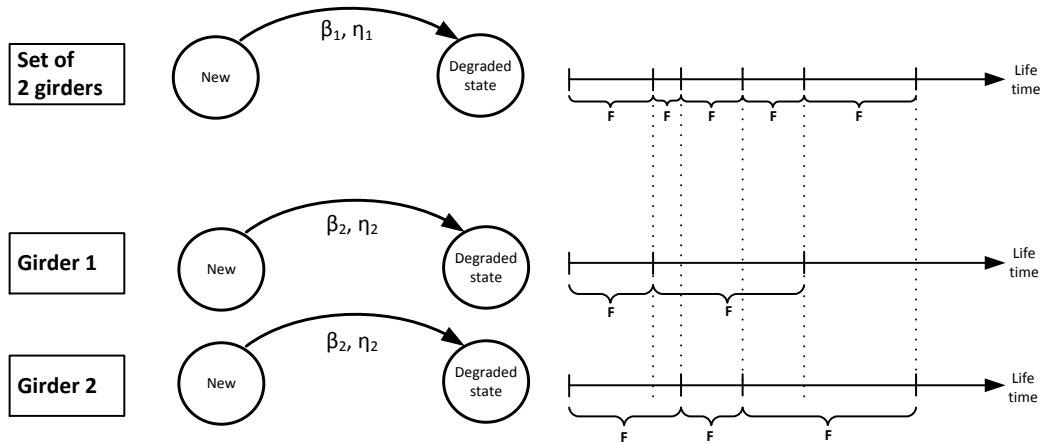 Set of
2 girders
New
β1, η1
Degraded
state
Life
time
F
F
F
F
F
Girder 1
New
β2, η2
Degraded
state
Life
time
F
F
Girder 2
New
β2, η2
Degraded
state
Life
time
F
F
F